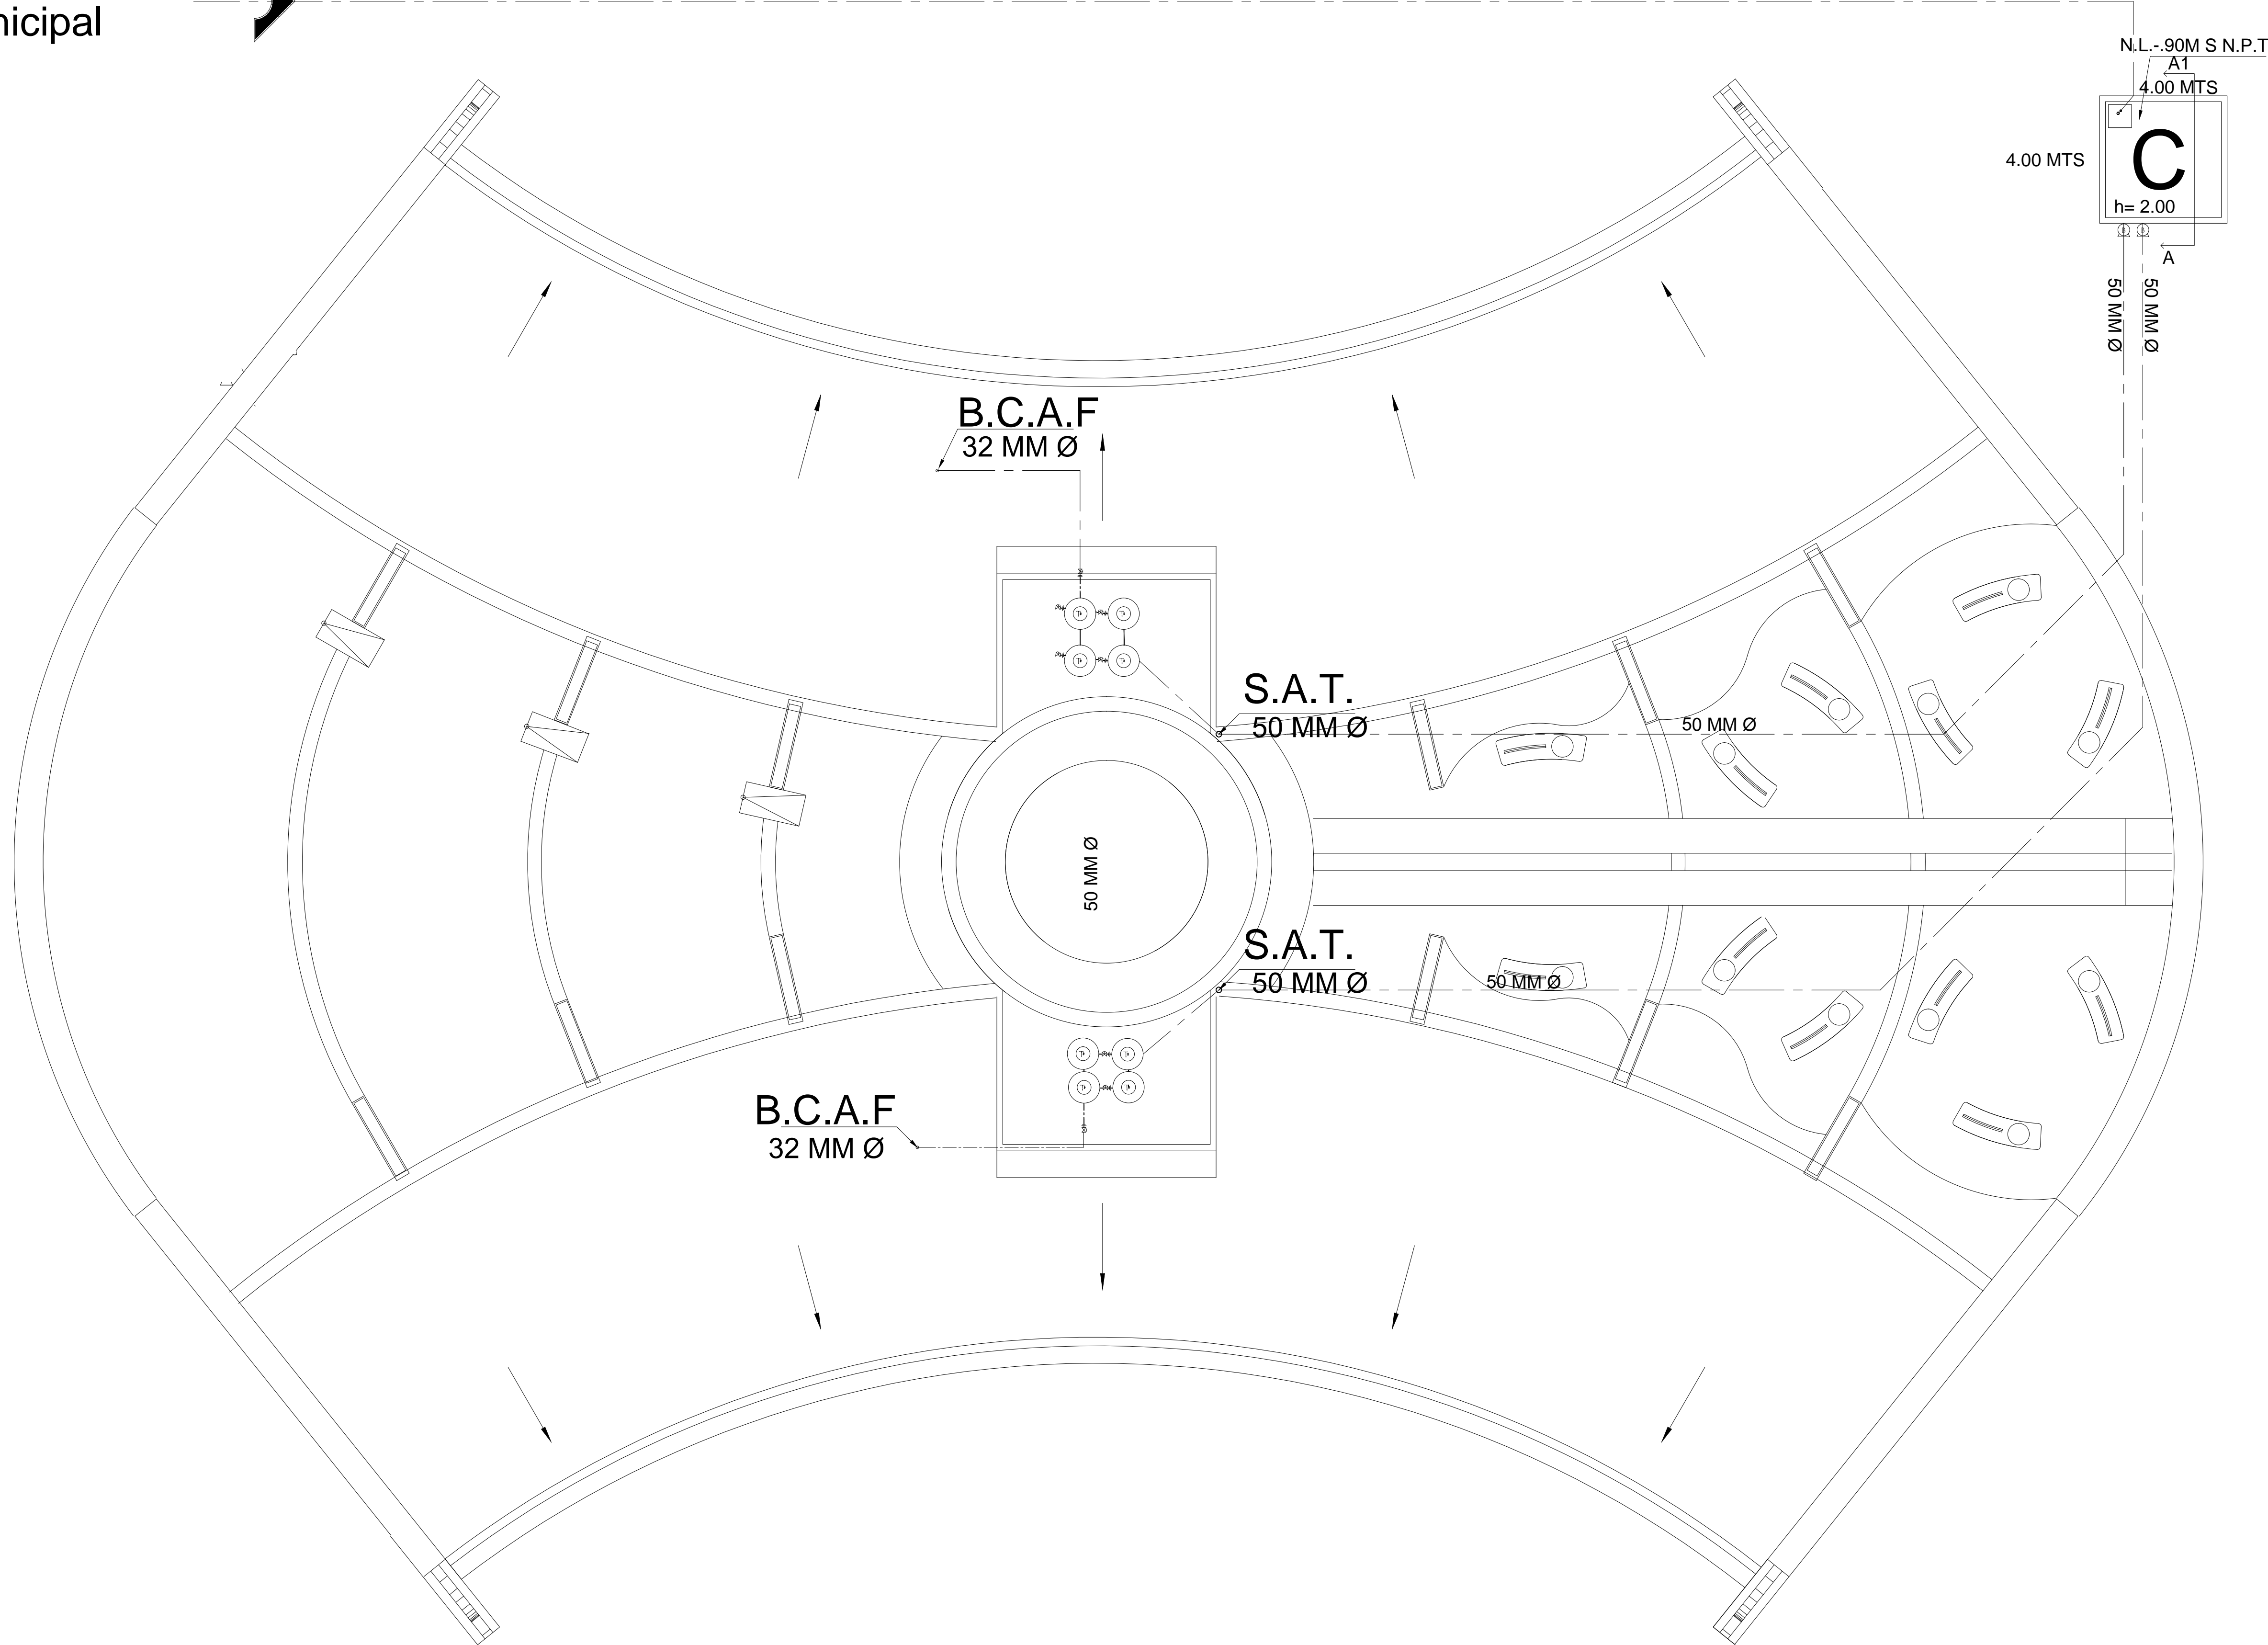 nicipal
N.L.-.90M S N.P.T
A1
4.00 MTS
4.00 MTS
C
h= 2.00
A
50 MM Ø
50 MM Ø
B.C.A.F
32 MM Ø
S.A.T.
50 MM Ø
50 MM Ø
50 MM Ø
S.A.T.
50 MM Ø
50 MM Ø
B.C.A.F
32 MM Ø